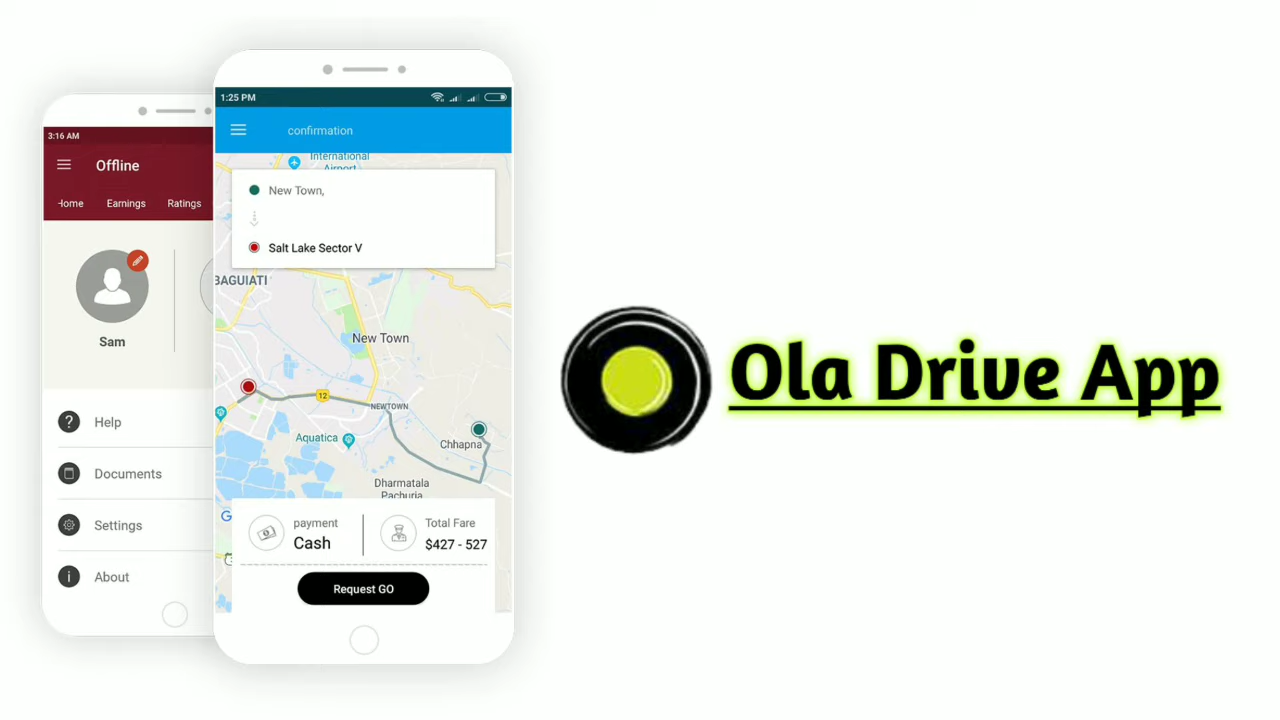 3:16 AM
Offline
Home
Earnings
Ratings
Sam
Help
Documents
Settings
About
1:25 PM
confirmation
International
Airport
New Town,
Salt Lake Sector V
BAGUIATI
New Town
12
NEWTOWN
Aquatica
Chhapna
Dharmatala
Pachuria
G
payment
Cash
Total Fare
$427 - 527
Request GO
Ola Drive App